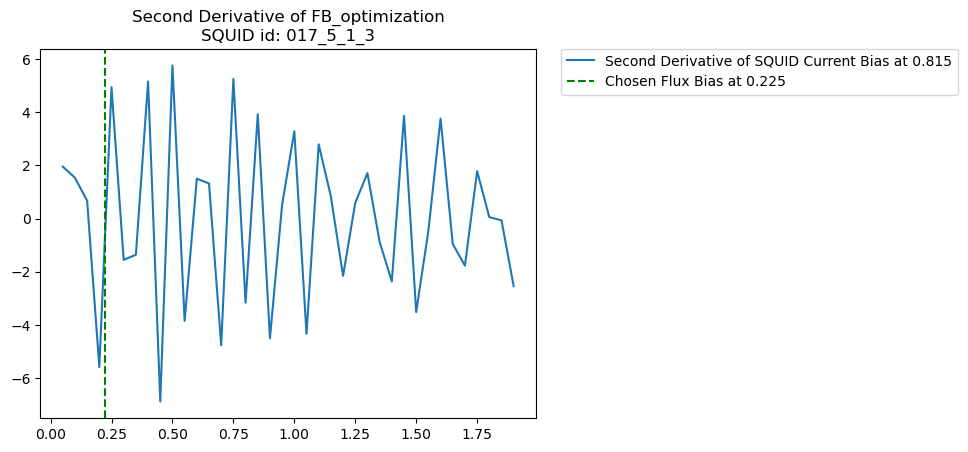 Second Derivative of FB_optimization
SQUID id: 017_5_1_3
Second Derivative of SQUID Current Bias at 0.815
Chosen Flux Bias at 0.225
6
4
2
0
−2
−4
−6
0.00 0.25 0.50 0.75 1.00 1.25 1.50 1.75